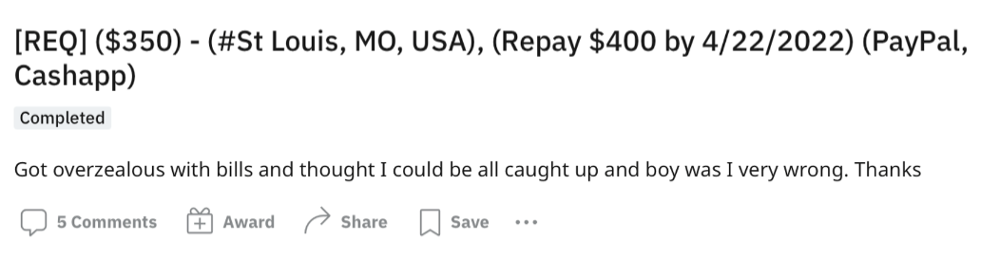 [REQ] ($350) - (#St Louis, MO, USA), (Repay $400 by 4/22/2022) (PayPal,
Cashapp)
Completed
Got overzealous with bills and thought I could be all caught up and boy was I very wrong. Thanks
5 Comments Award Share Save •••